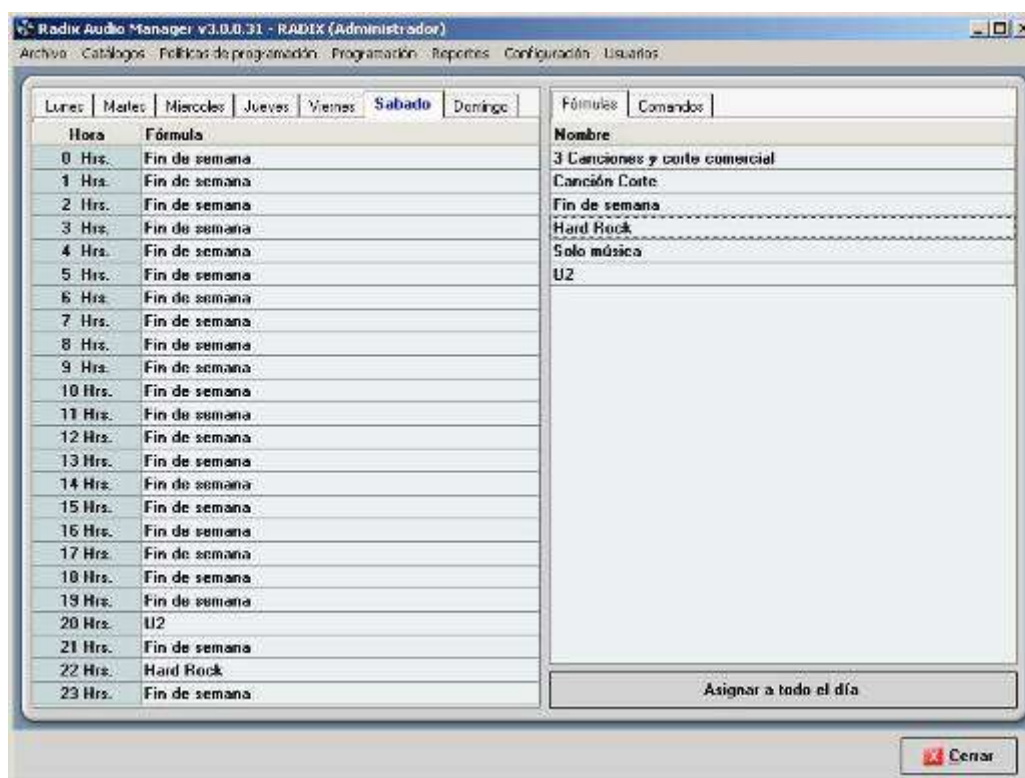 Radix Audio Manager v3.0.0.31 - RADIX (Administrador)
Archivo Catálogos Políticas de programación Programación Reportes Configuración Usuarios
Lunes Martes Miercoles Jueves Viernes Sabado Domingo
Hora Fórmula
0 Hrs. Fin de semana
1 Hrs. Fin de semana
2 Hrs. Fin de semana
3 Hrs. Fin de semana
4 Hrs. Fin de semana
5 Hrs. Fin de semana
6 Hrs. Fin de semana
7 Hrs. Fin de semana
8 Hrs. Fin de semana
9 Hrs. Fin de semana
10 Hrs. Fin de semana
11 Hrs. Fin de semana
12 Hrs. Fin de semana
13 Hrs. Fin de semana
14 Hrs. Fin de semana
15 Hrs. Fin de semana
16 Hrs. Fin de semana
17 Hrs. Fin de semana
18 Hrs. Fin de semana
19 Hrs. Fin de semana
20 Hrs. U2
21 Hrs. Fin de semana
22 Hrs. Hard Rock
23 Hrs. Fin de semana
Fórmulas Comandos
Nombre
3 Canciones y corte comercial
Canción Corte
Fin de semana
Hard Rock
Solo música
U2
Asignar a todo el día
Cerrar